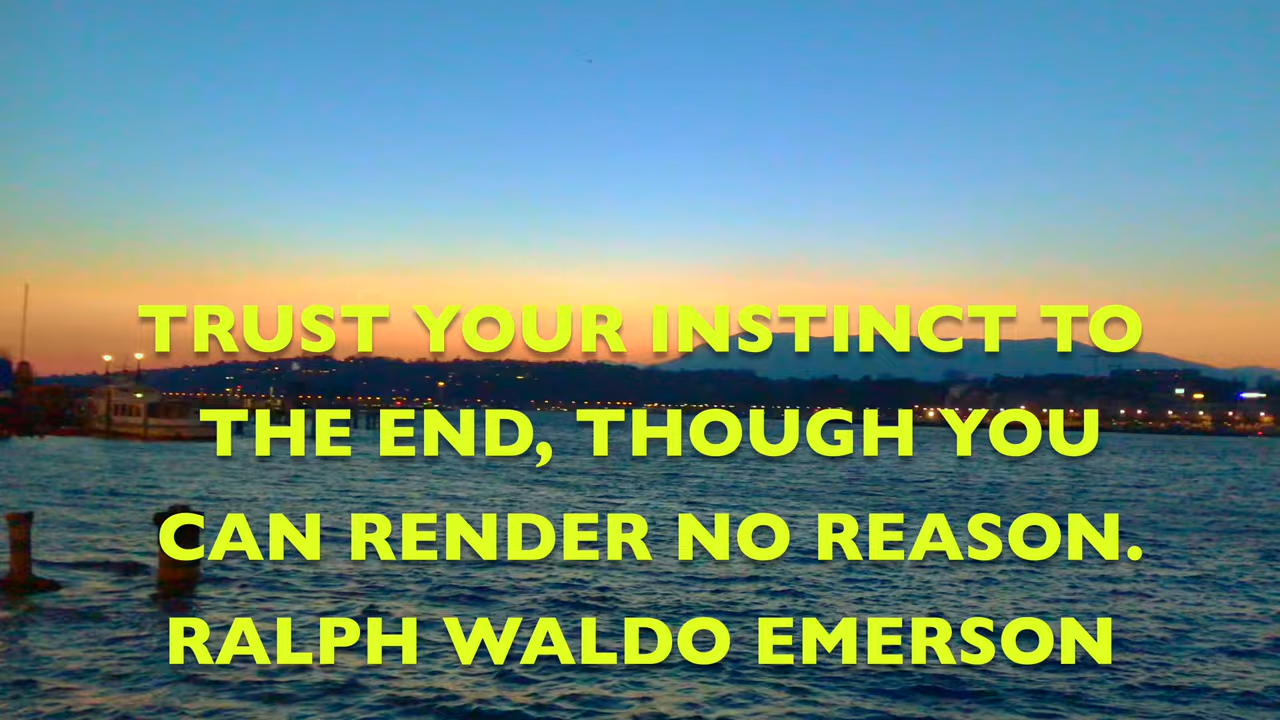 TRUST YOUR INSTINCT TO
THE END, THOUGH YOU
CAN RENDER NO REASON.
RALPH WALDO EMERSON